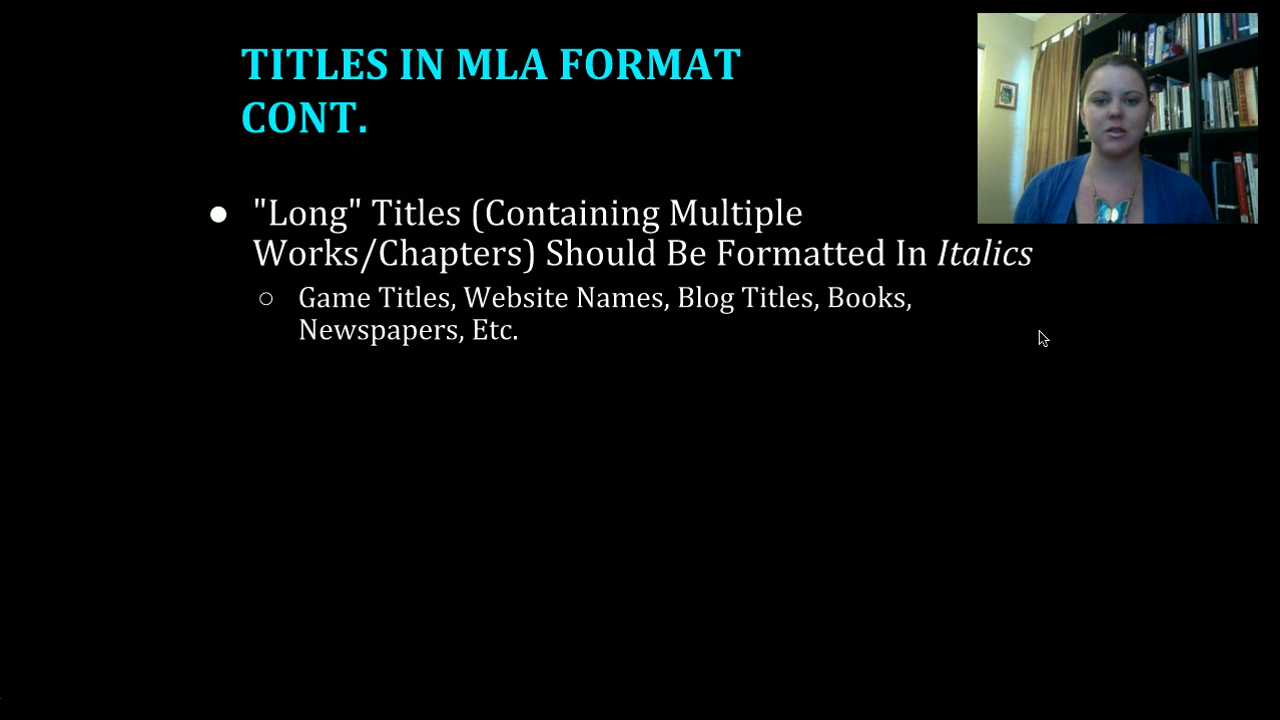 TITLES IN MLA FORMAT
CONT.
● "Long" Titles (Containing Multiple
Works/Chapters) Should Be Formatted In Italics
○ Game Titles, Website Names, Blog Titles, Books,
Newspapers, Etc.